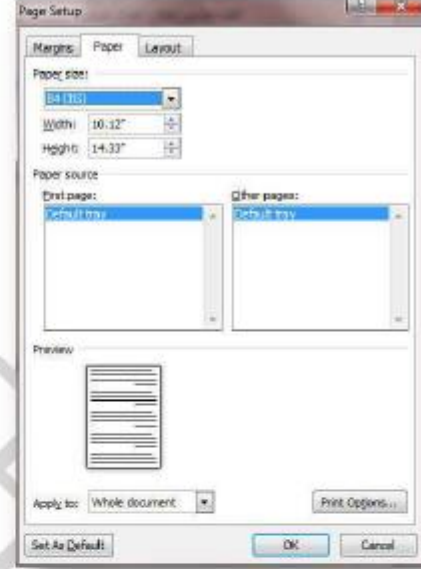 Page Setup
Margins Paper Layout
Paper size:
B4 (JIS)
Width: 10.12"
Height: 14.33"
Paper source
First page: Other pages:
Default tray Default tray
Preview
Apply to: Whole document Print Options...
Set As Default OK Cancel